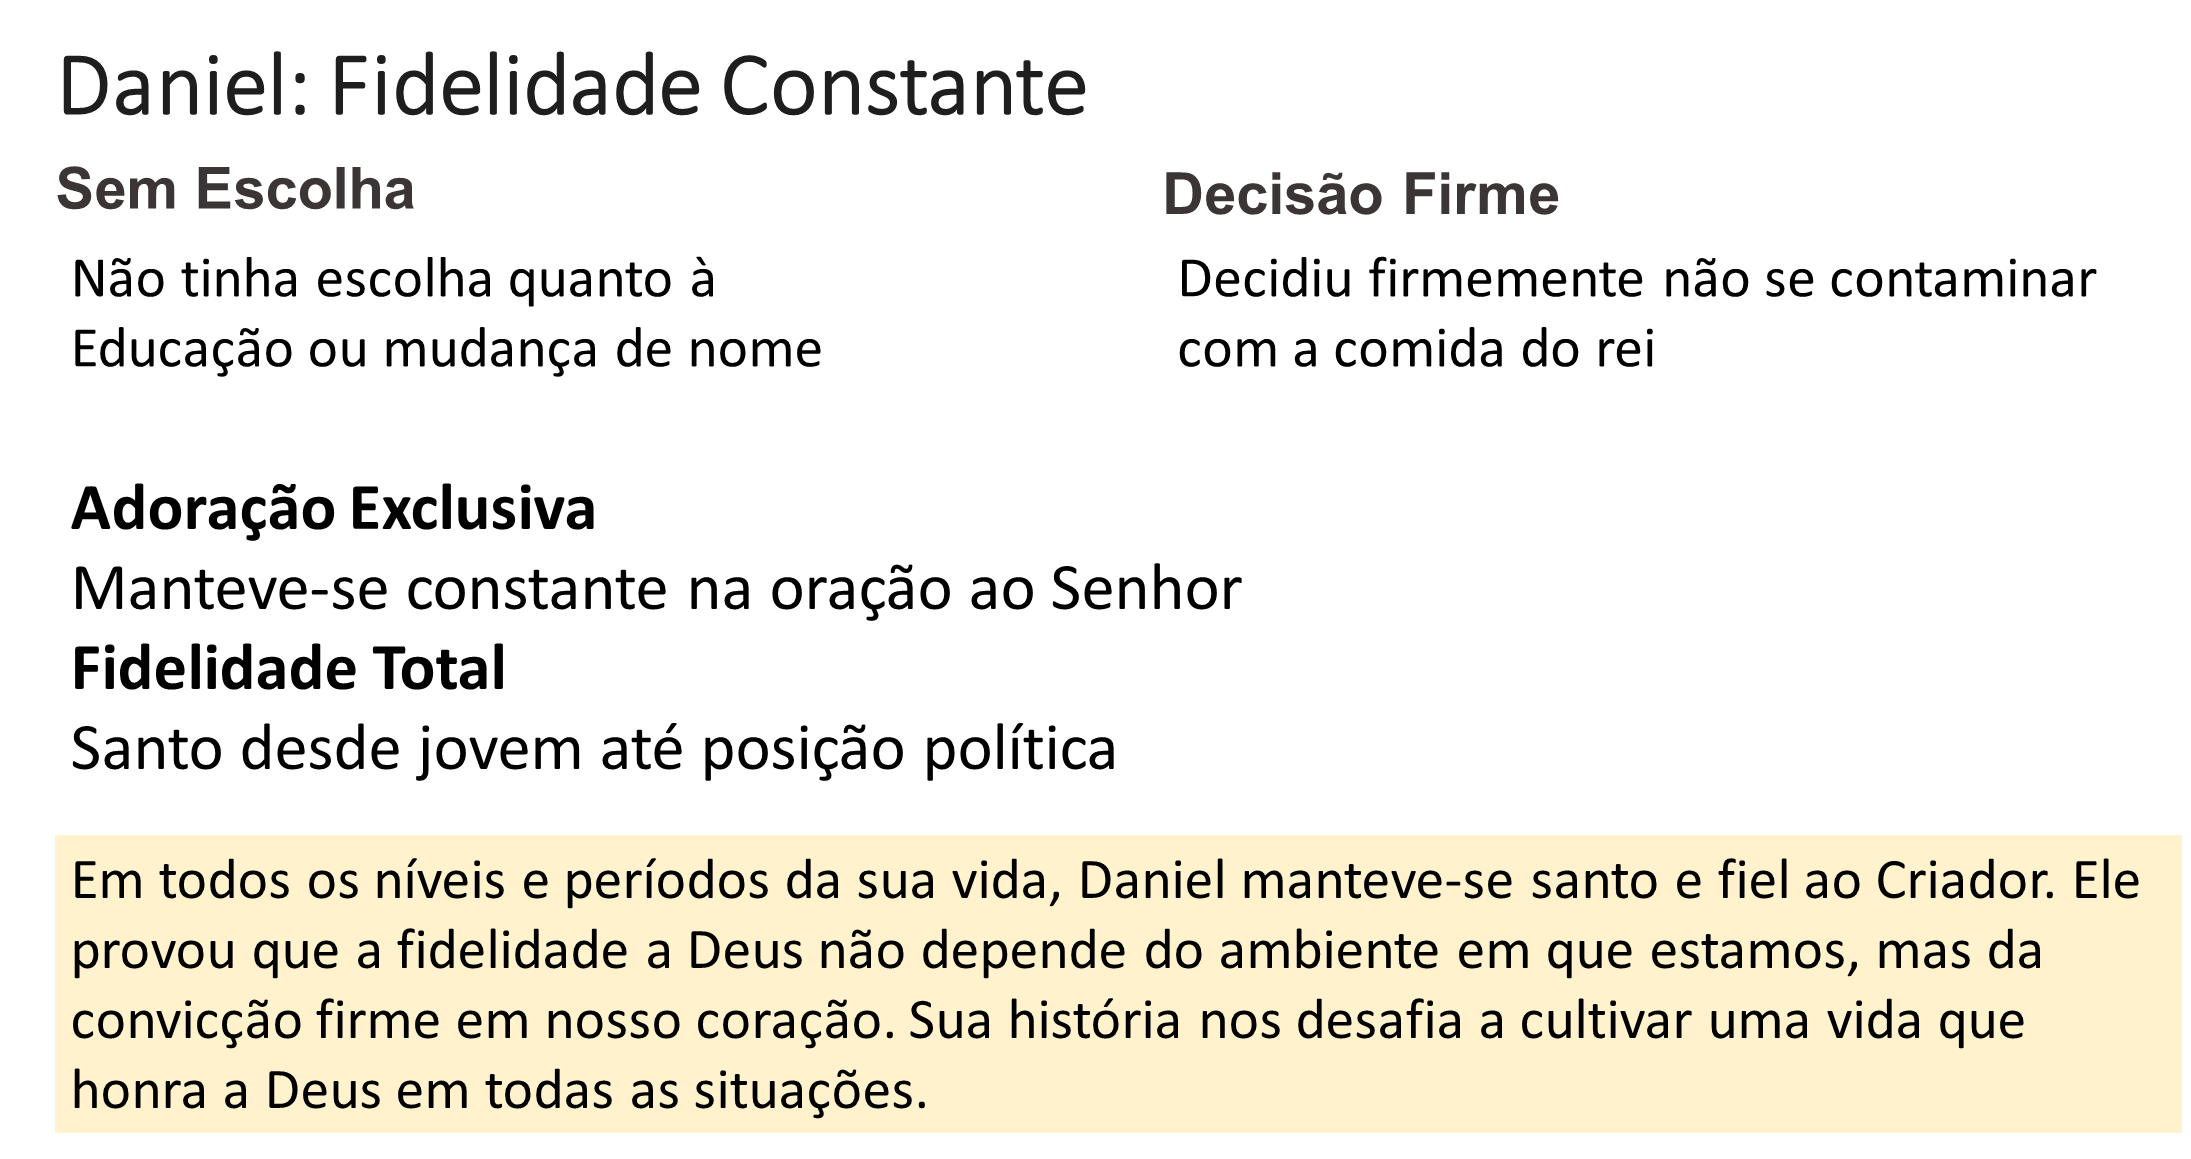 Daniel: Fidelidade Constante
Sem Escolha
Não tinha escolha quanto à
Educação ou mudança de nome
Decisão Firme
Decidiu firmemente não se contaminar
com a comida do rei
Adoração Exclusiva
Manteve-se constante na oração ao Senhor
Fidelidade Total
Santo desde jovem até posição política
Em todos os níveis e períodos da sua vida, Daniel manteve-se santo e fiel ao Criador. Ele
provou que a fidelidade a Deus não depende do ambiente em que estamos, mas da
convicção firme em nosso coração. Sua história nos desafia a cultivar uma vida que
honra a Deus em todas as situações.